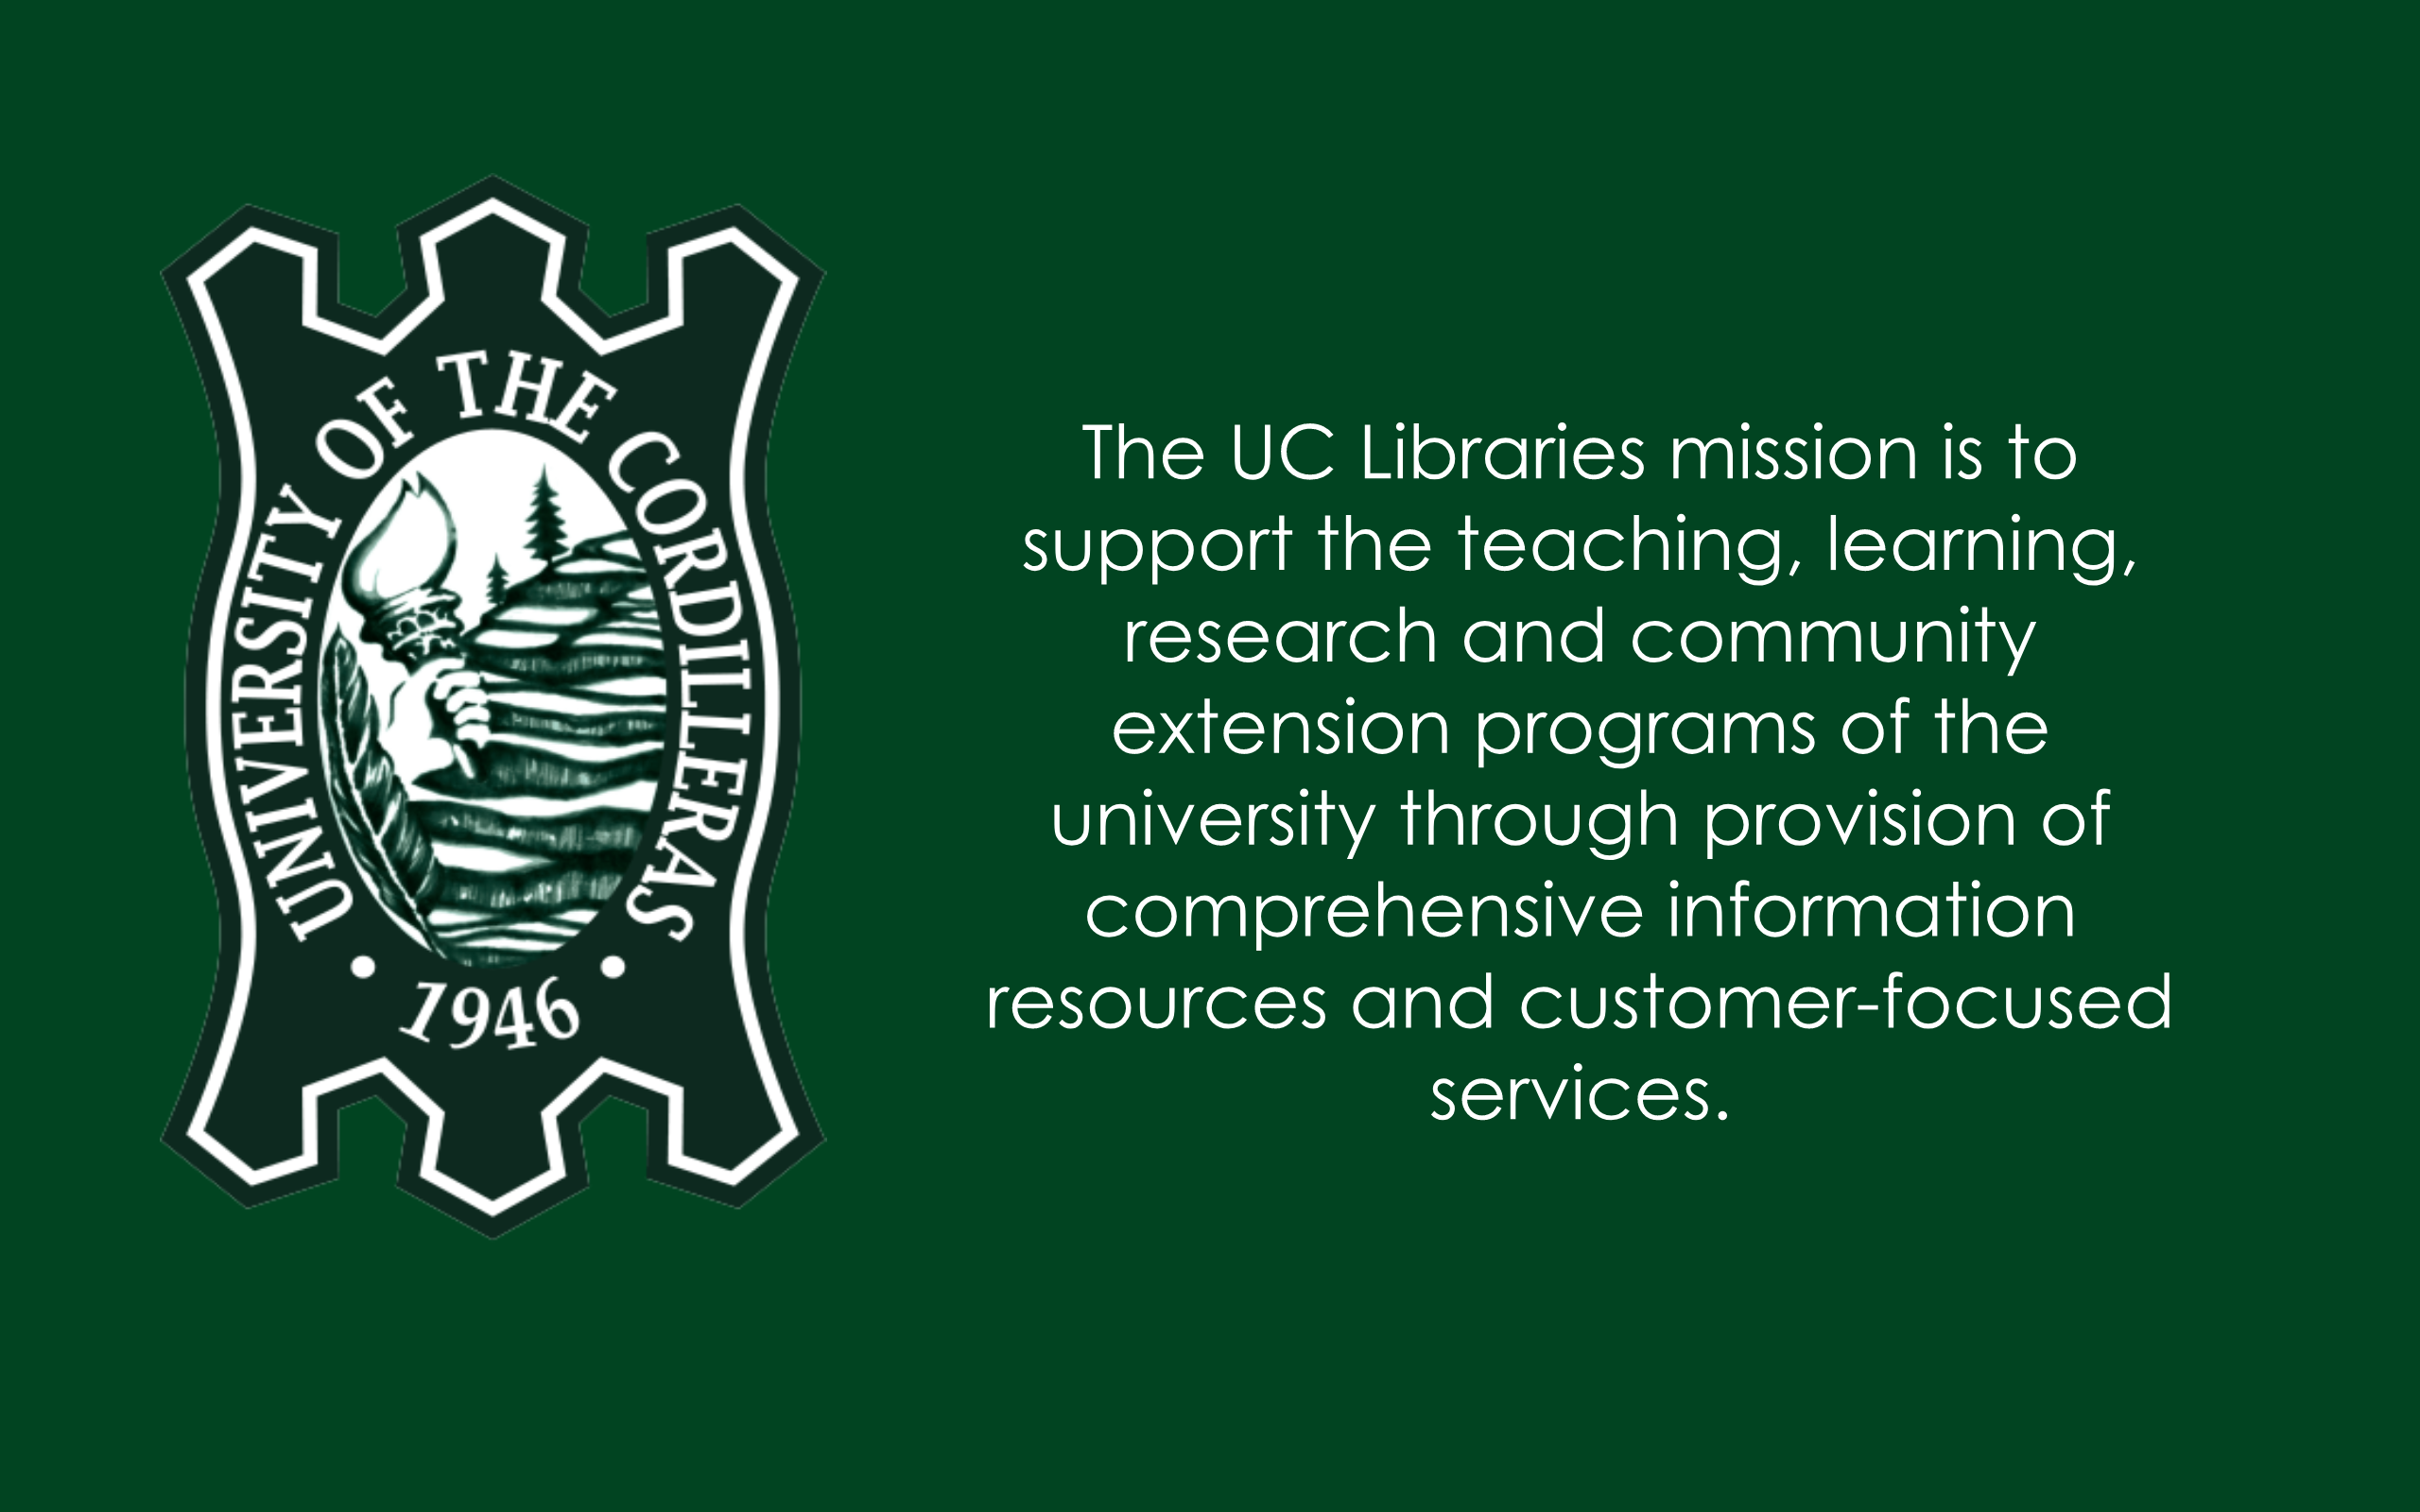 UNIVERSITY OF THE CORDILLERAS
1946
The UC Libraries mission is to
support the teaching, learning,
research and community
extension programs of the
university through provision of
comprehensive information
resources and customer-focused
services.